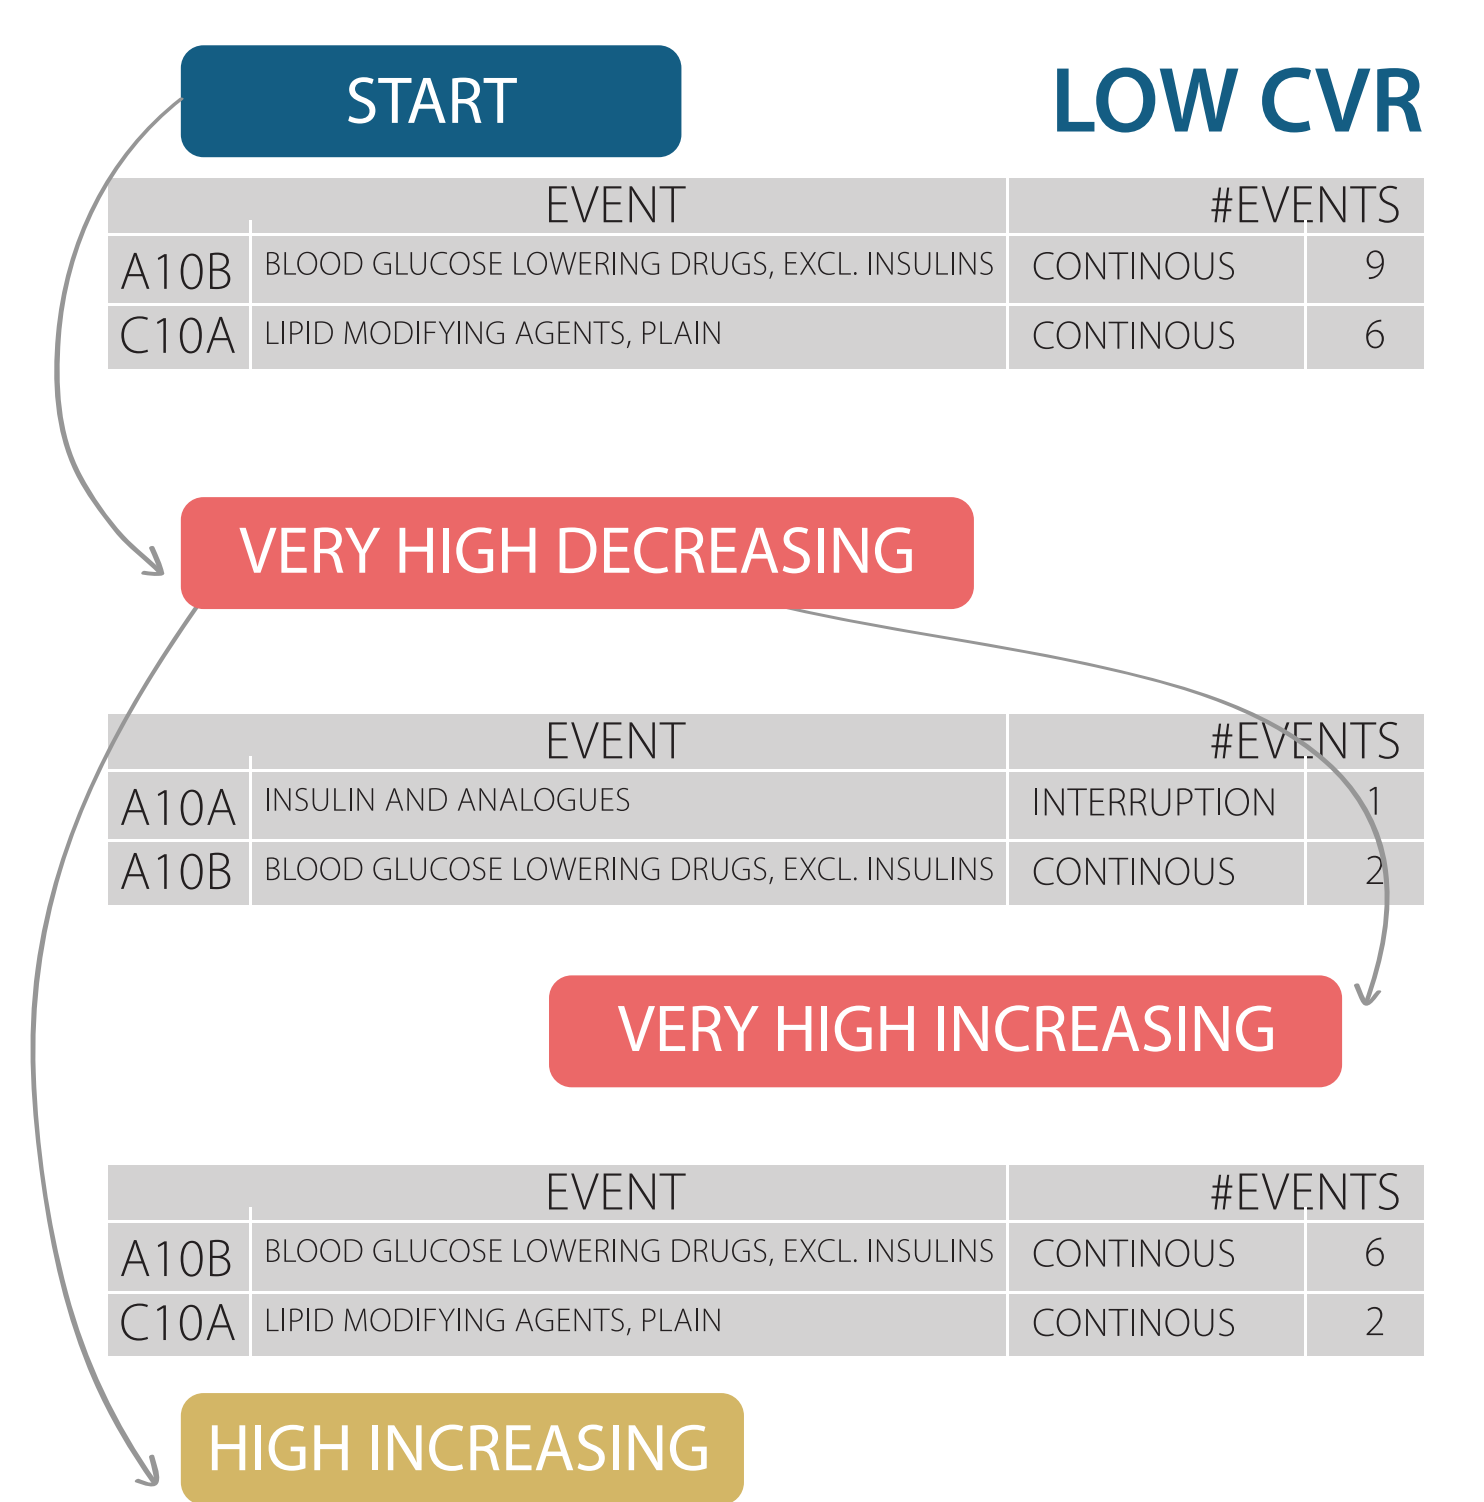 START
LOW CVR
EVENT #EVENTS
A10B BLOOD GLUCOSE LOWERING DRUGS, EXCL. INSULINS CONTINOUS 9
C10A LIPID MODIFYING AGENTS, PLAIN CONTINOUS 6
VERY HIGH DECREASING
EVENT #EVENTS
A10A INSULIN AND ANALOGUES INTERRUPTION 1
A10B BLOOD GLUCOSE LOWERING DRUGS, EXCL. INSULINS CONTINOUS 2
VERY HIGH INCREASING
EVENT #EVENTS
A10B BLOOD GLUCOSE LOWERING DRUGS, EXCL. INSULINS CONTINOUS 6
C10A LIPID MODIFYING AGENTS, PLAIN CONTINOUS 2
HIGH INCREASING